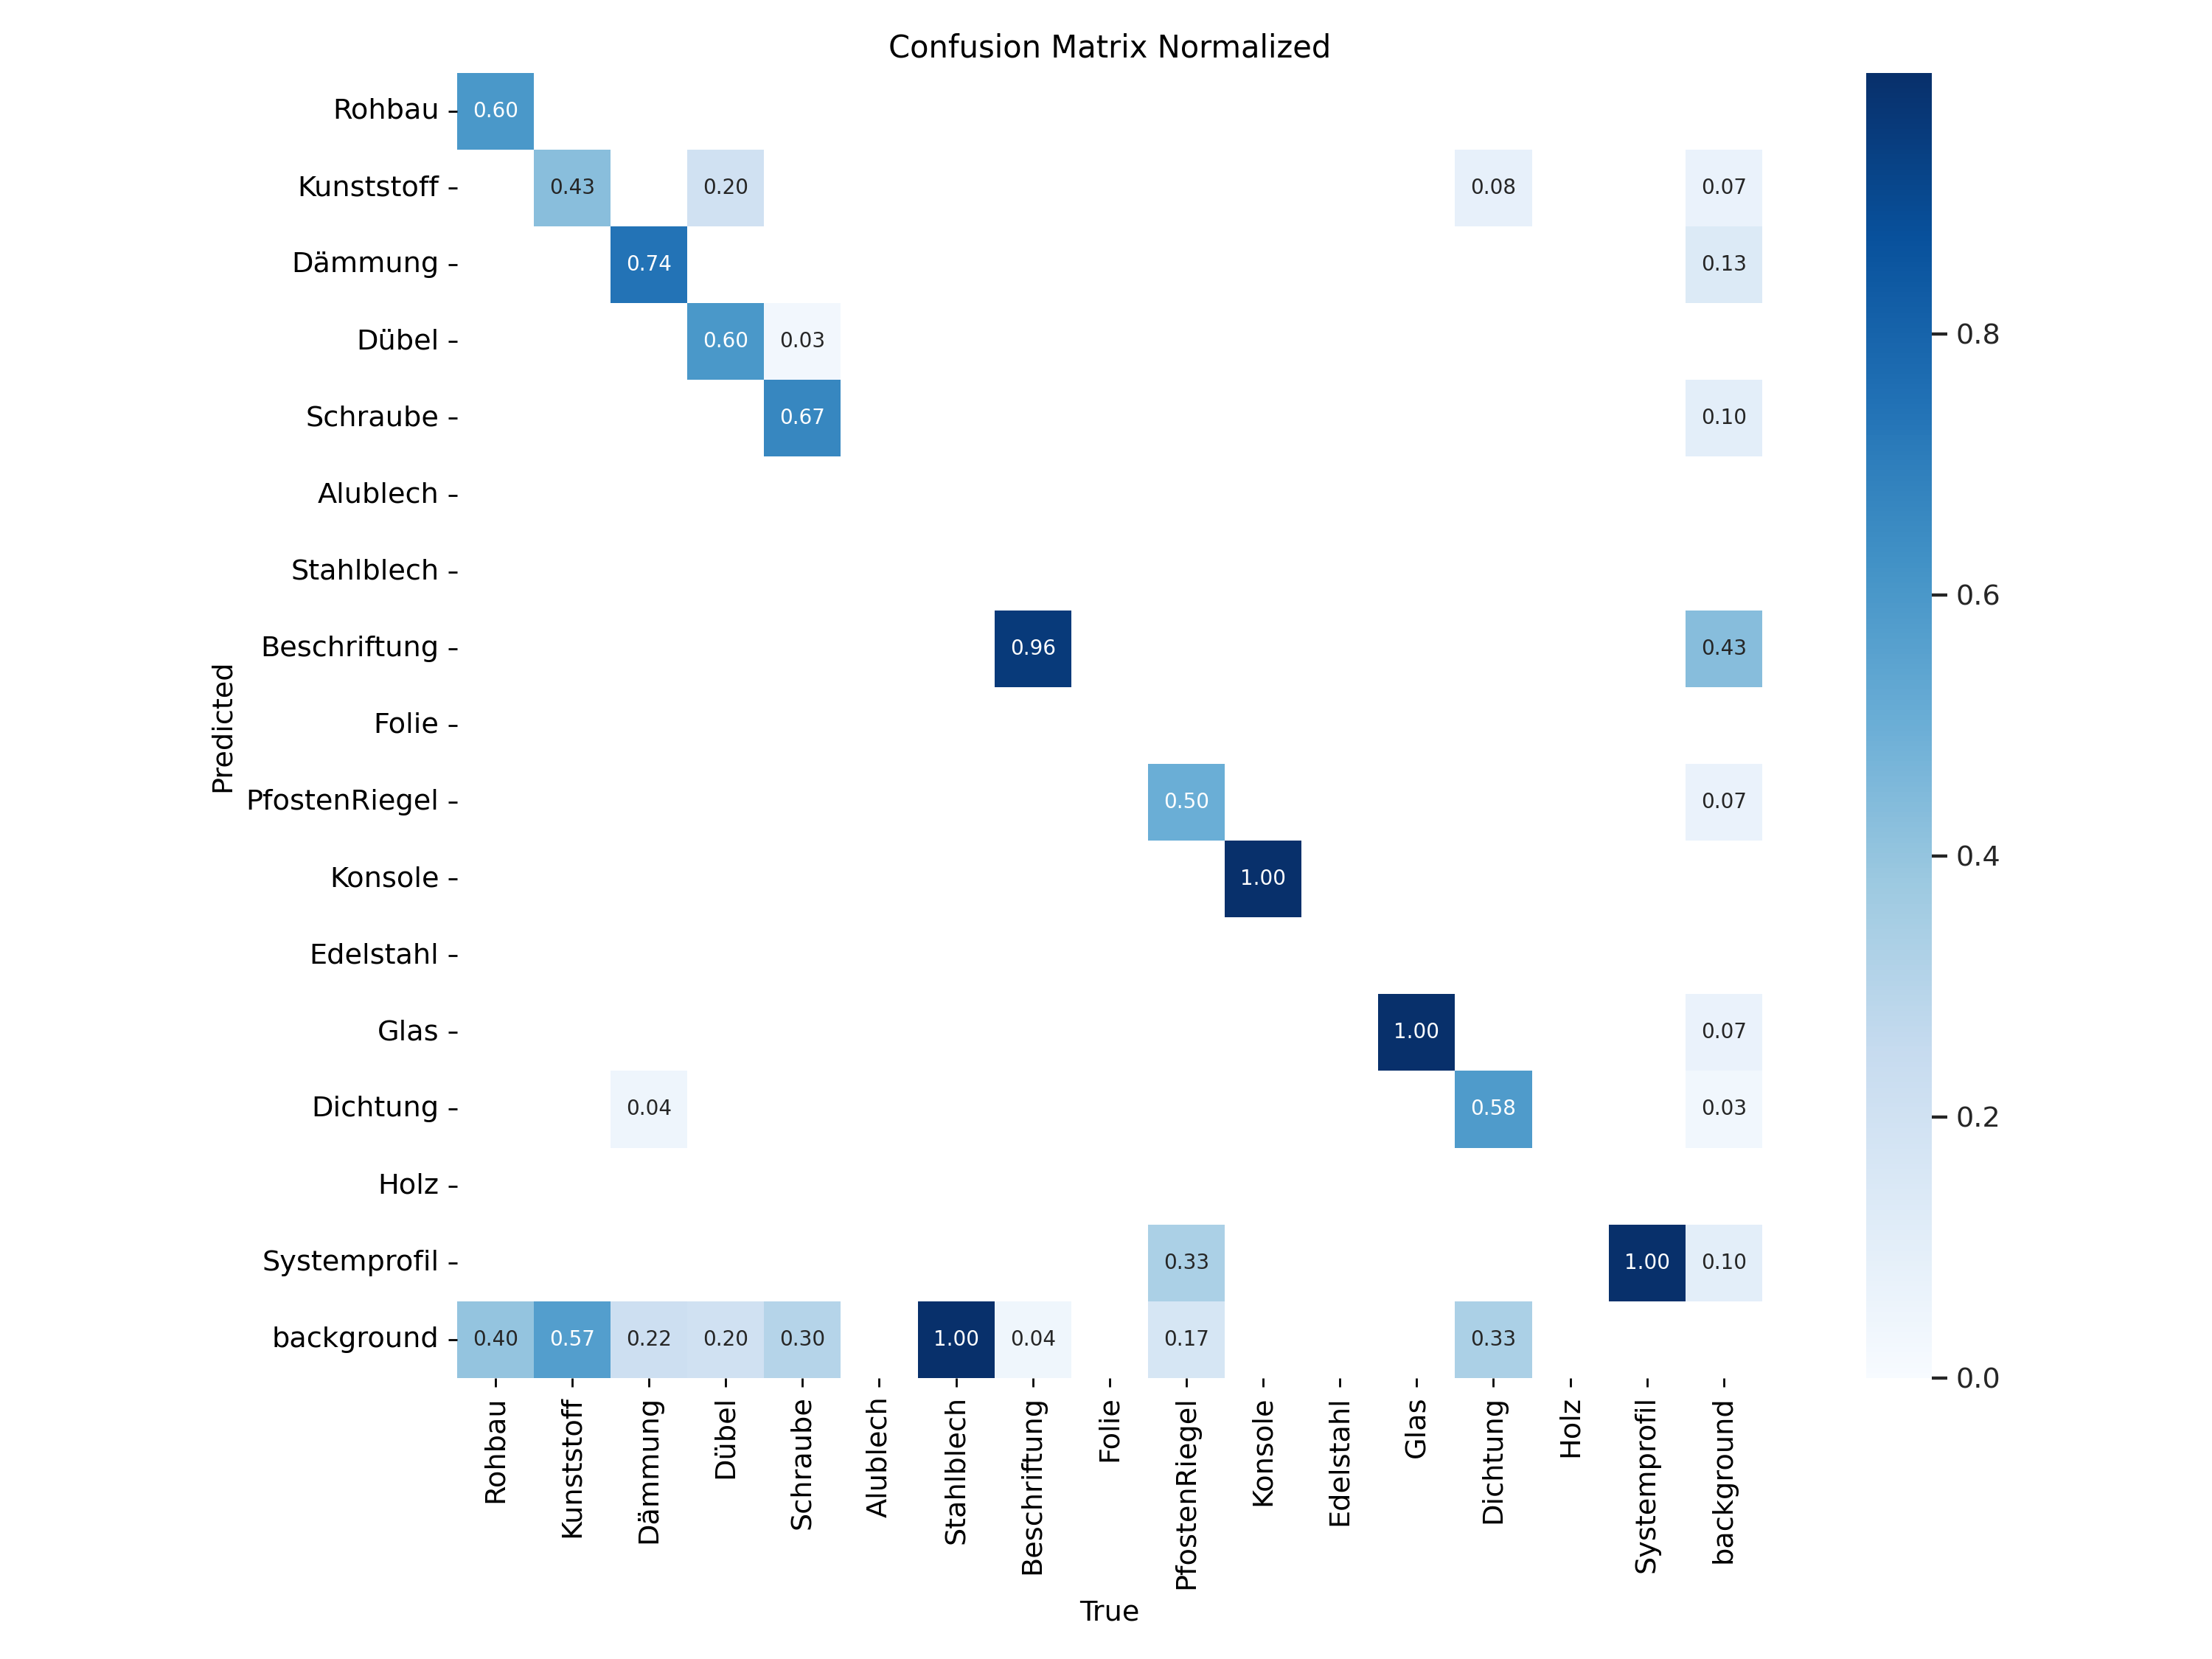 Confusion Matrix Normalized
Rohbau 0.60
Kunststoff 0.43 0.20 0.08 0.07
Dämmung 0.74 0.13
0.8
Dübel 0.60 0.03
Schraube 0.67 0.10
Alublech
Stahlblech
0.6
Beschriftung 0.96 0.43
Predicted
Folie
PfostenRiegel 0.50 0.07
0.4
Konsole 1.00
Edelstahl
Glas 1.00 0.07
Dichtung 0.04 0.58 0.03
0.2
Holz
Systemprofil 0.33 1.00 0.10
background 0.40 0.57 0.22 0.20 0.30 1.00 0.04 0.17 0.33
0.0
Rohbau
Kunststoff
Dämmung
Dübel
Schraube
Alublech
Stahlblech
Beschriftung
Folie
PfostenRiegel
Konsole
Edelstahl
Glas
Dichtung
Holz
Systemprofil
background
True